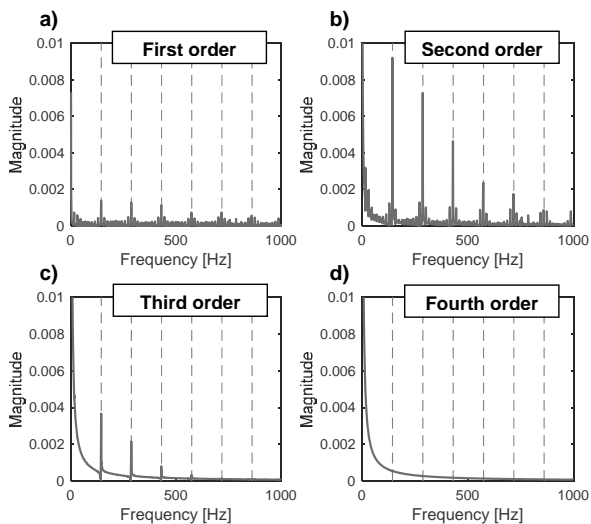 a)
First order
0.01
0.008
0.006
0.004
0.002
0
Magnitude
0
500
1000
Frequency [Hz]
b)
Second order
0.01
0.008
0.006
0.004
0.002
0
Magnitude
0
500
1000
Frequency [Hz]
c)
Third order
0.01
0.008
0.006
0.004
0.002
0
Magnitude
0
500
1000
Frequency [Hz]
d)
Fourth order
0.01
0.008
0.006
0.004
0.002
0
Magnitude
0
500
1000
Frequency [Hz]